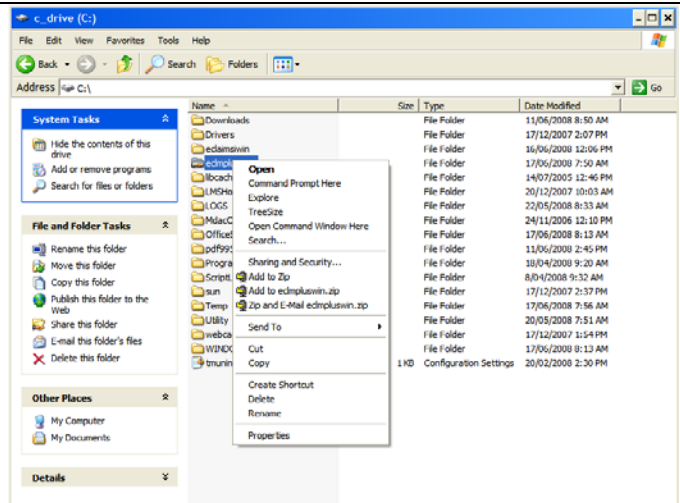 c_drive (C:)
File Edit View Favorites Tools Help
Back Search Folders
Address C:\ Go
System Tasks
Hide the contents of this
drive
Add or remove programs
Search for files or folders
File and Folder Tasks
Rename this folder
Move this folder
Copy this folder
Publish this folder to the
Web
Share this folder
E-mail this folder's files
Delete this folder
Other Places
My Computer
My Documents
Details
Name Size Type Date Modified
Downloads File Folder 11/06/2008 8:50 AM
Drivers File Folder 17/12/2007 2:07 PM
edaimsiwin File Folder 16/06/2008 12:06 PM
edmpl File Folder 17/06/2008 7:50 AM
libcach File Folder 14/07/2005 12:46 PM
LMSHo File Folder 20/12/2007 10:03 AM
LOGS File Folder 22/05/2008 8:33 AM
MdacC File Folder 24/11/2006 12:10 PM
OfficeS File Folder 17/06/2008 8:13 AM
pdf995 File Folder 11/06/2008 2:45 PM
Progra File Folder 18/04/2008 9:20 AM
ScriptL File Folder 8/04/2008 9:32 AM
sun File Folder 17/12/2007 2:37 PM
Temp File Folder 17/06/2008 7:56 AM
Utility File Folder 20/05/2008 7:51 AM
webca File Folder 17/12/2007 1:54 PM
WINDO File Folder 17/06/2008 8:13 AM
tmunin 1 KB Configuration Settings 20/02/2008 2:30 PM
Open
Command Prompt Here
Explore
TreeSize
Open Command Window Here
Search...
Sharing and Security...
Add to Zip
Add to edmpluswin.zip
Zip and E-Mail edmpluswin.zip
Send To
Cut
Copy
Create Shortcut
Delete
Rename
Properties